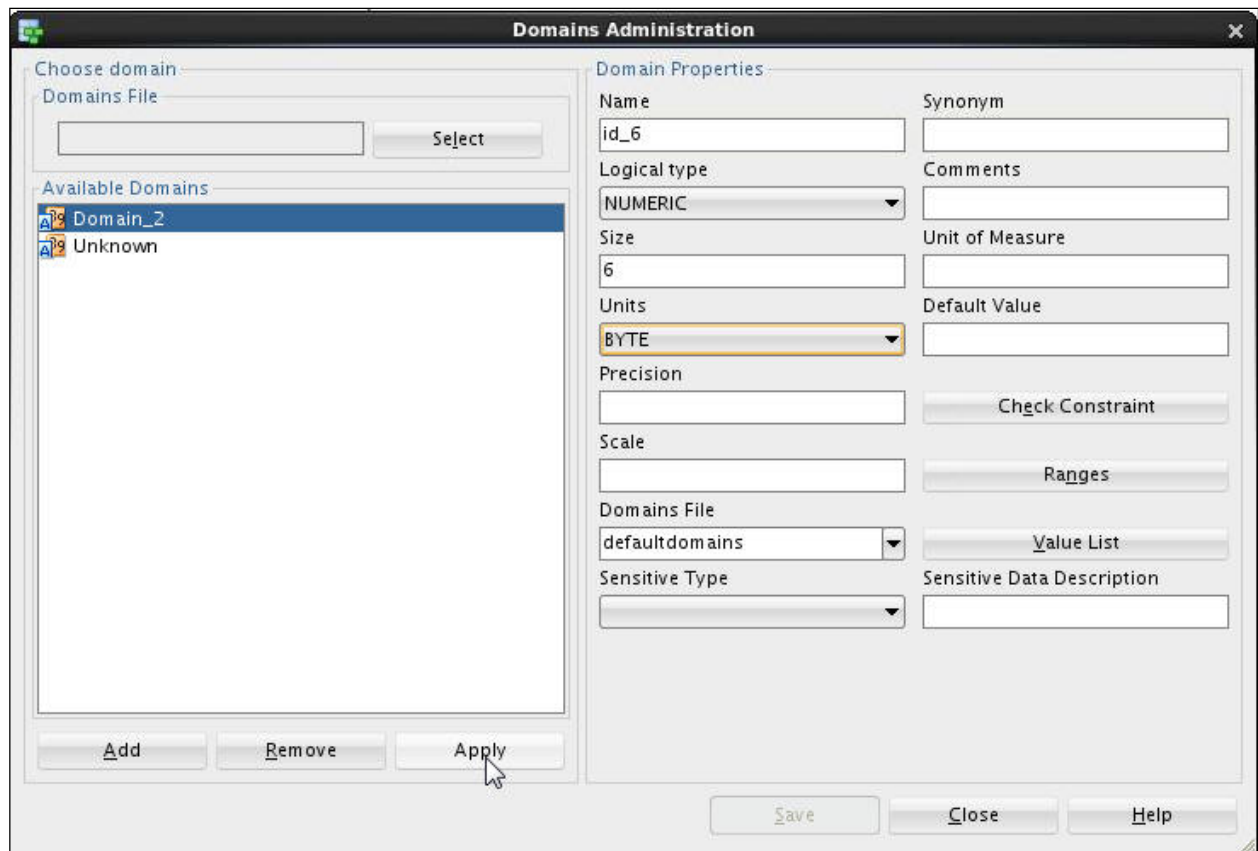 Domains Administration
Choose domain
Domains File
Select
Available Domains
Domain_2
Unknown
Add Remove Apply
Domain Properties
Name Synonym
id_6
Logical type Comments
NUMERIC
Size Unit of Measure
6
Units Default Value
BYTE
Precision
Check Constraint
Scale
Ranges
Domains File
defaultdomains Value List
Sensitive Type Sensitive Data Description
Save Close Help